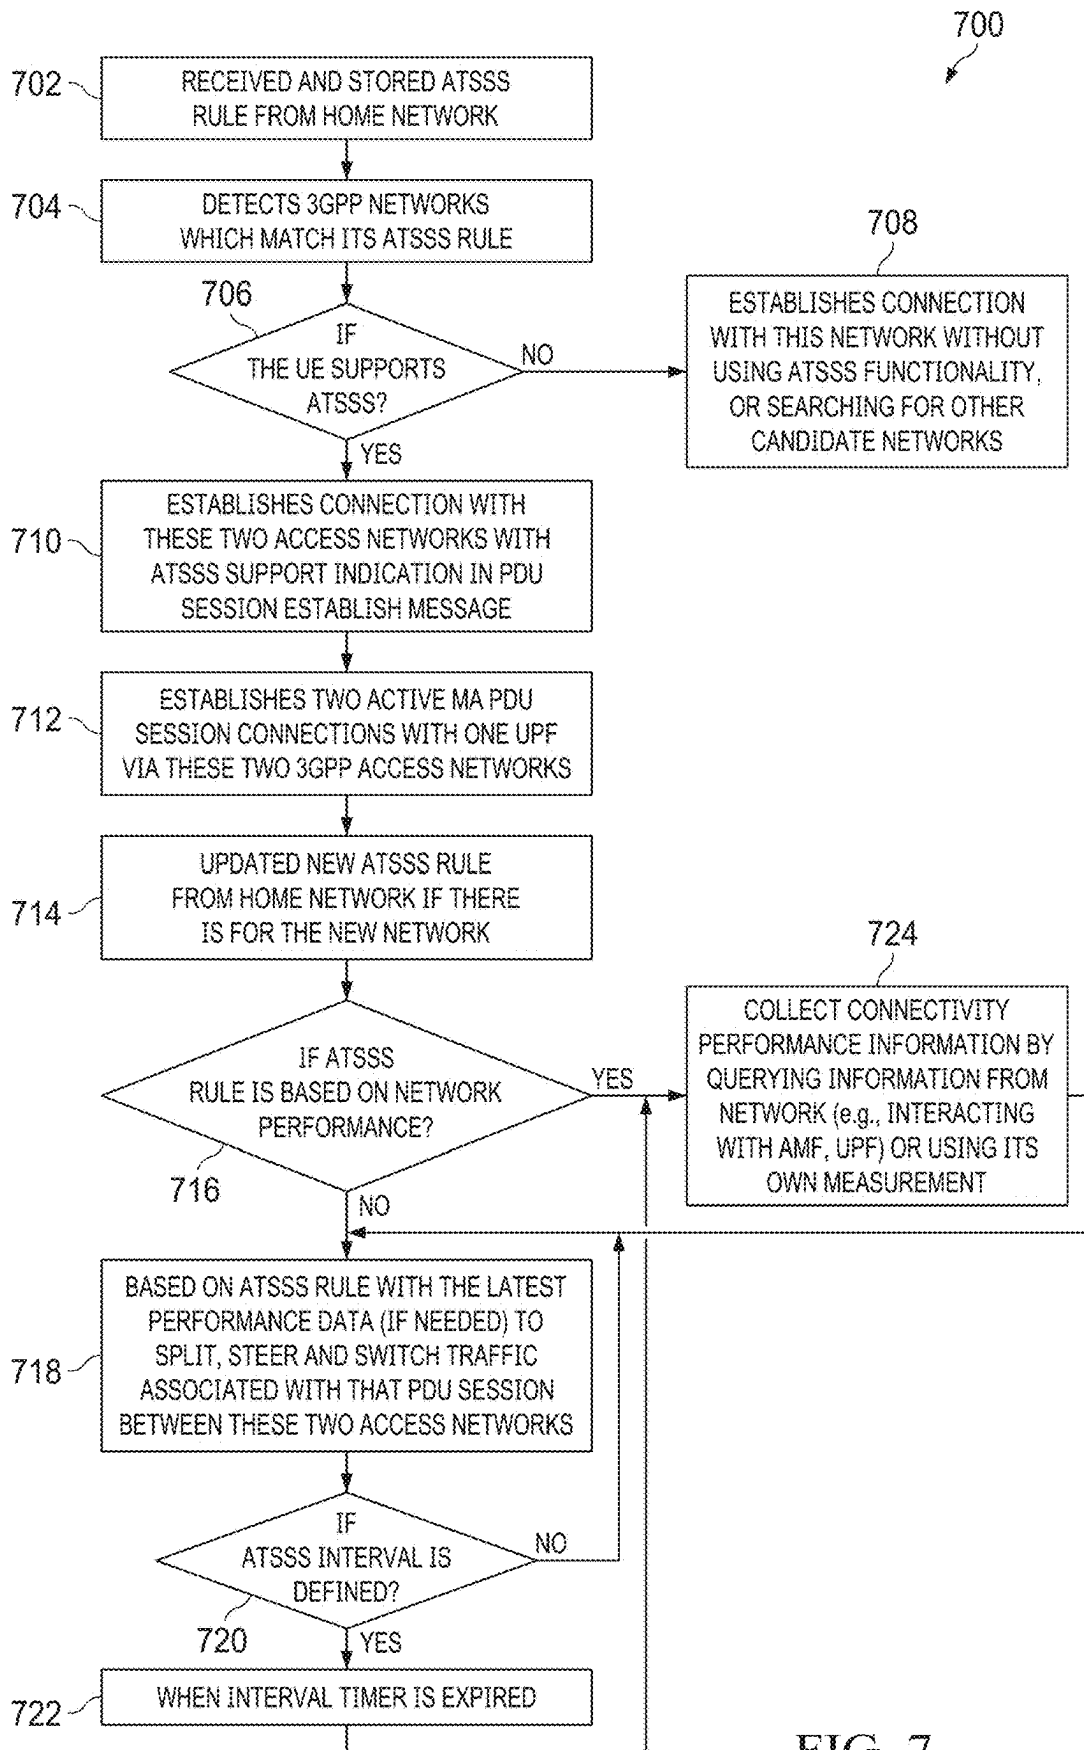 700
702
RECEIVED AND STORED ATSSS
RULE FROM HOME NETWORK
704
DETECTS 3GPP NETWORKS
WHICH MATCH ITS ATSSS RULE
706
IF
THE UE SUPPORTS
ATSSS?
NO
YES
708
ESTABLISHES CONNECTION
WITH THIS NETWORK WITHOUT
USING ATSSS FUNCTIONALITY,
OR SEARCHING FOR OTHER
CANDIDATE NETWORKS
710
ESTABLISHES CONNECTION WITH
THESE TWO ACCESS NETWORKS WITH
ATSSS SUPPORT INDICATION IN PDU
SESSION ESTABLISH MESSAGE
712
ESTABLISHES TWO ACTIVE MA PDU
SESSION CONNECTIONS WITH ONE UPF
VIA THESE TWO 3GPP ACCESS NETWORKS
714
UPDATED NEW ATSSS RULE
FROM HOME NETWORK IF THERE
IS FOR THE NEW NETWORK
IF ATSSS
RULE IS BASED ON NETWORK
PERFORMANCE?
716
YES
NO
724
COLLECT CONNECTIVITY
PERFORMANCE INFORMATION BY
QUERYING INFORMATION FROM
NETWORK (e.g., INTERACTING
WITH AMF, UPF) OR USING ITS
OWN MEASUREMENT
718
BASED ON ATSSS RULE WITH THE LATEST
PERFORMANCE DATA (IF NEEDED) TO
SPLIT, STEER AND SWITCH TRAFFIC
ASSOCIATED WITH THAT PDU SESSION
BETWEEN THESE TWO ACCESS NETWORKS
IF
ATSSS INTERVAL IS
DEFINED?
720
NO
YES
722
WHEN INTERVAL TIMER IS EXPIRED
FIG. 7